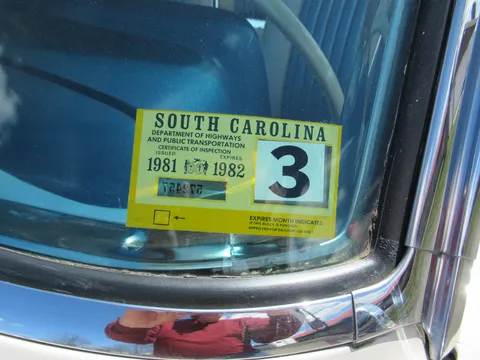 SOUTH CAROLINA
DEPARTMENT OF HIGHWAYS
AND PUBLIC TRANSPORTATION
CERTIFICATE OF INSPECTION
ISSUED EXPIRES
1981 1982
3
EXPIRES MONTH INDICATED